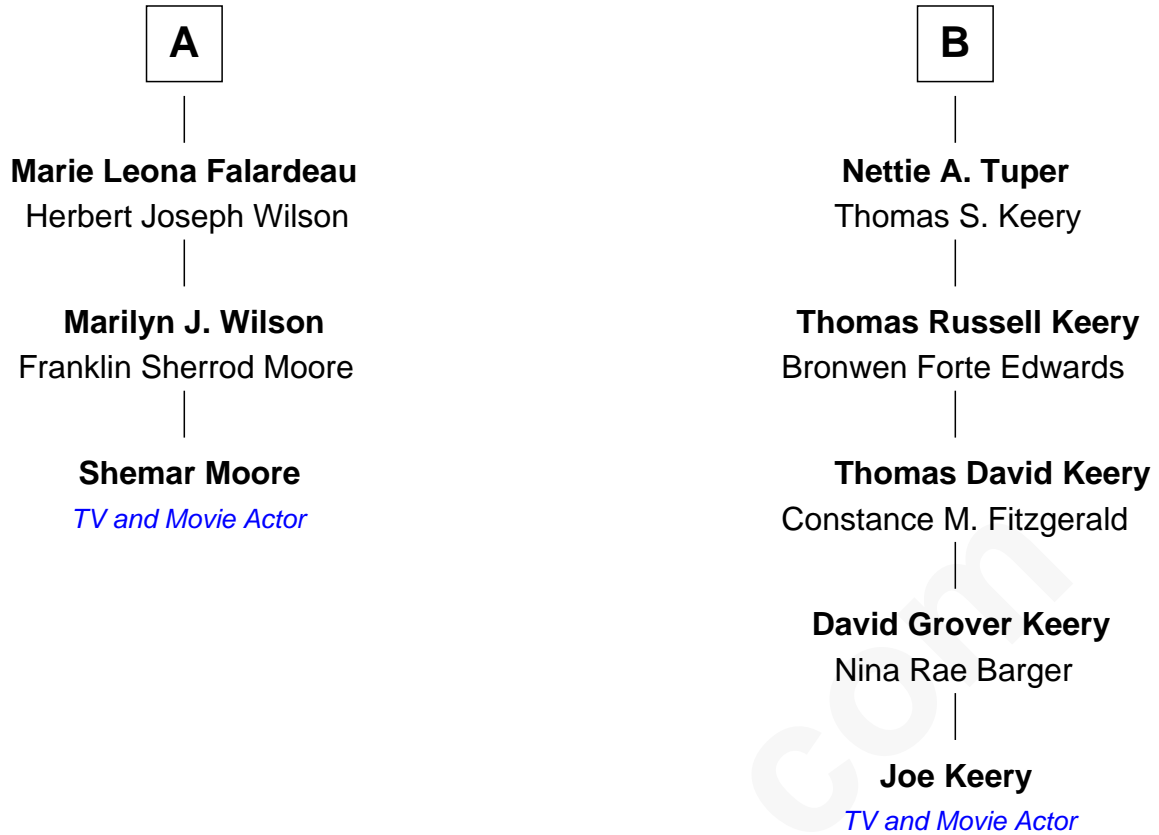 A
Marie Leona Falardeau
Herbert Joseph Wilson
Marilyn J. Wilson
Franklin Sherrod Moore
Shemar Moore
TV and Movie Actor
B
Nettie A. Tuper
Thomas S. Keery
Thomas Russell Keery
Bronwen Forte Edwards
Thomas David Keery
Constance M. Fitzgerald
David Grover Keery
Nina Rae Barger
Joe Keery
TV and Movie Actor
com